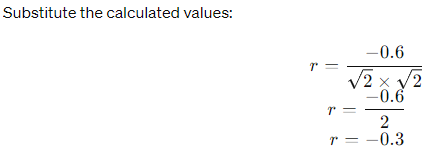 Substitute the calculated values:
r = −0.6 / √2 × √2
r = −0.6 / 2
r = −0.3